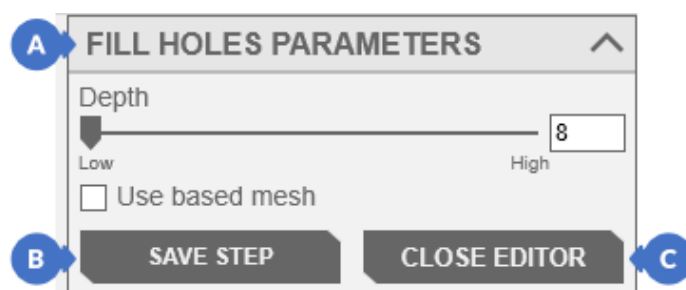 A FILL HOLES PARAMETERS
Depth
8
Low High
Use based mesh
B SAVE STEP CLOSE EDITOR C